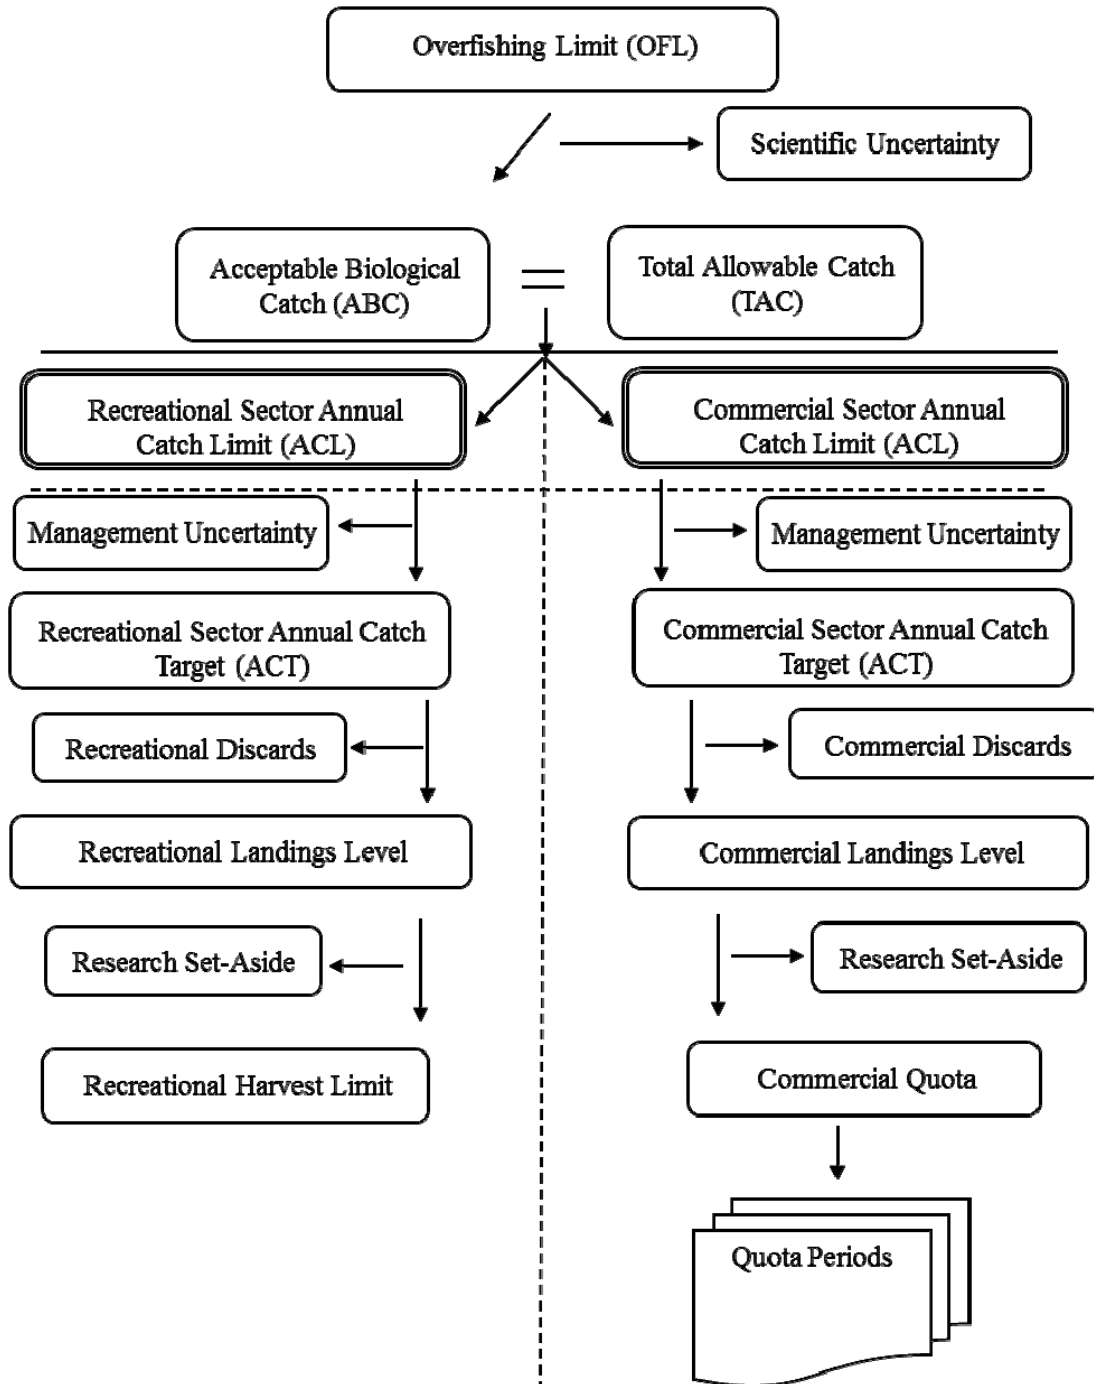 Overfishing Limit (OFL)
Scientific Uncertainty
Acceptable Biological
Catch (ABC)
=
Total Allowable Catch
(TAC)
Recreational Sector Annual
Catch Limit (ACL)
Commercial Sector Annual
Catch Limit (ACL)
Management Uncertainty
Management Uncertainty
Recreational Sector Annual Catch
Target (ACT)
Commercial Sector Annual Catch
Target (ACT)
Recreational Discards
Commercial Discards
Recreational Landings Level
Commercial Landings Level
Research Set-Aside
Research Set-Aside
Recreational Harvest Limit
Commercial Quota
Quota Periods